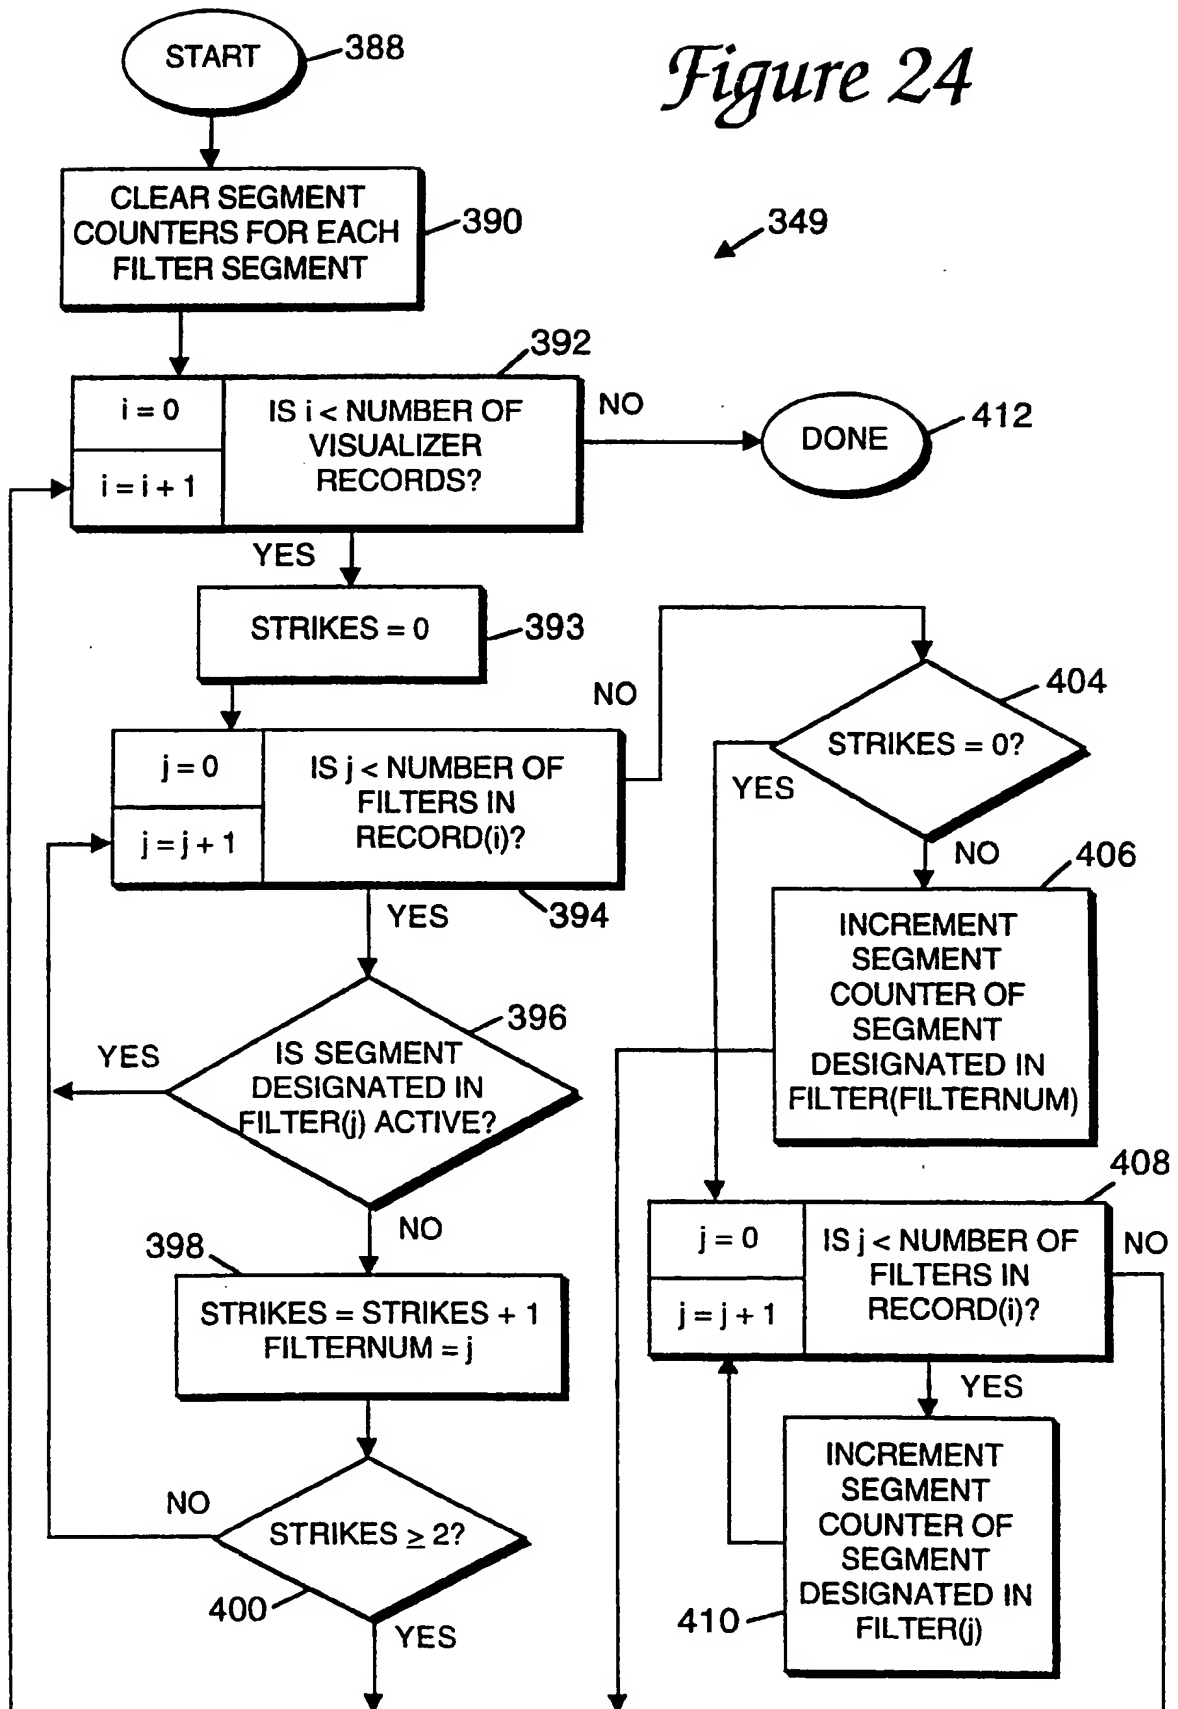 Figure 24
START
388
CLEAR SEGMENT
COUNTERS FOR EACH
FILTER SEGMENT
390
349
392
i = 0
i = i + 1
IS i < NUMBER OF
VISUALIZER
RECORDS?
NO
DONE
412
YES
STRIKES = 0
393
NO
j = 0
j = j + 1
IS j < NUMBER OF
FILTERS IN
RECORD(i)?
394
YES
404
STRIKES = 0?
YES
NO
406
INCREMENT
SEGMENT
COUNTER OF
SEGMENT
DESIGNATED IN
FILTER(FILTERNUM)
396
IS SEGMENT
DESIGNATED IN
FILTER(j) ACTIVE?
YES
NO
398
STRIKES = STRIKES + 1
FILTERNUM = j
408
j = 0
j = j + 1
IS j < NUMBER OF
FILTERS IN
RECORD(i)?
NO
YES
STRIKES ≥ 2?
NO
400
YES
INCREMENT
SEGMENT
COUNTER OF
SEGMENT
DESIGNATED IN
FILTER(j)
410